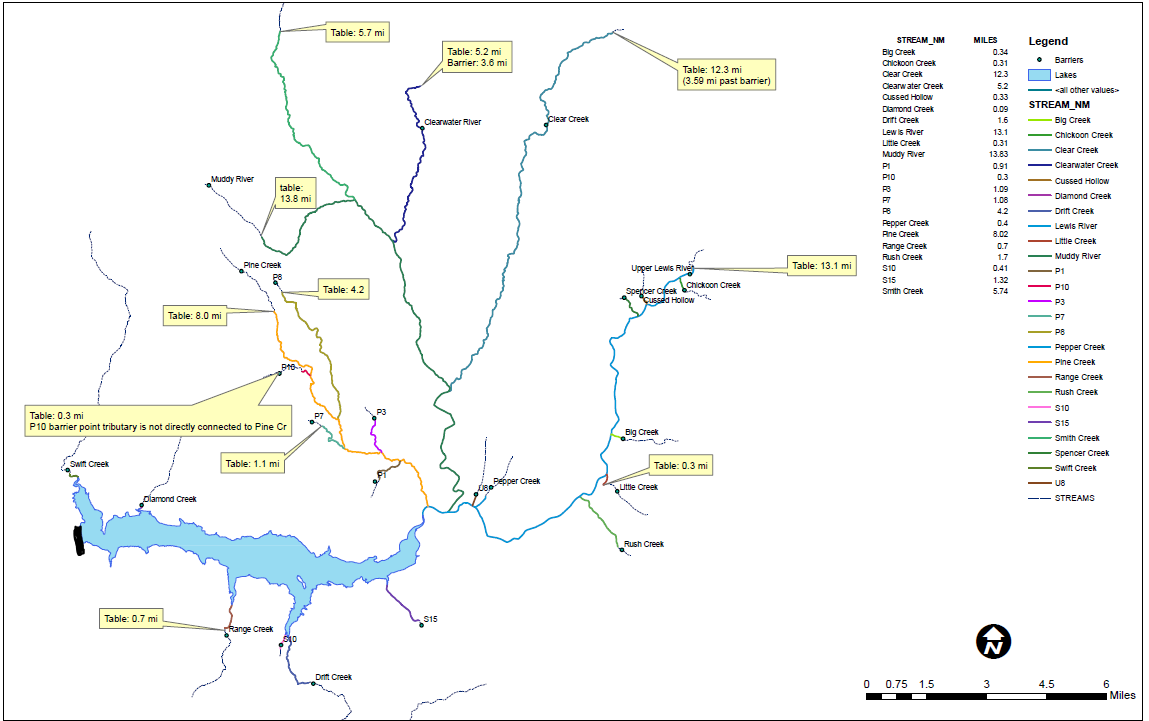 Table: 5.7 mi
Table: 5.2 mi
Barrier: 3.6 mi
Table: 12.3 mi
(3.59 mi past barrier)
Clearwater River
Clear Creek
Muddy River
table:
13.8 mi
Pine Creek
P8
Table: 4.2
Table: 8.0 mi
P10
Table: 0.3 mi
P10 barrier point tributary is not directly connected to Pine Cr
P7
P3
Table: 1.1 mi
P1
Upper Lewis River
Table: 13.1 mi
Chickoon Creek
Spencer Creek
Cussed Hollow
Big Creek
Table: 0.3 mi
Little Creek
U8
Pepper Creek
Rush Creek
Swift Creek
Diamond Creek
Table: 0.7 mi
Range Creek
S10
S15
Drift Creek
STREAM_NM MILES
Big Creek 0.34
Chickoon Creek 0.31
Clear Creek 12.3
Clearwater Creek 5.2
Cussed Hollow 0.33
Diamond Creek 0.09
Drift Creek 1.6
Lewis River 13.1
Little Creek 0.31
Muddy River 13.83
P1 0.91
P10 0.3
P3 1.09
P7 1.08
P8 4.2
Pepper Creek 0.4
Pine Creek 8.02
Range Creek 0.7
Rush Creek 1.7
S10 0.41
S15 1.32
Smith Creek 5.74
Legend
Barriers
Lakes
<all other values>
STREAM_NM
Big Creek
Chickoon Creek
Clear Creek
Clearwater Creek
Cussed Hollow
Diamond Creek
Drift Creek
Lewis River
Little Creek
Muddy River
P1
P10
P3
P7
P8
Pepper Creek
Pine Creek
Range Creek
Rush Creek
S10
S15
Smith Creek
Spencer Creek
Swift Creek
U8
STREAMS
N
0 0.75 1.5 3 4.5 6
Miles